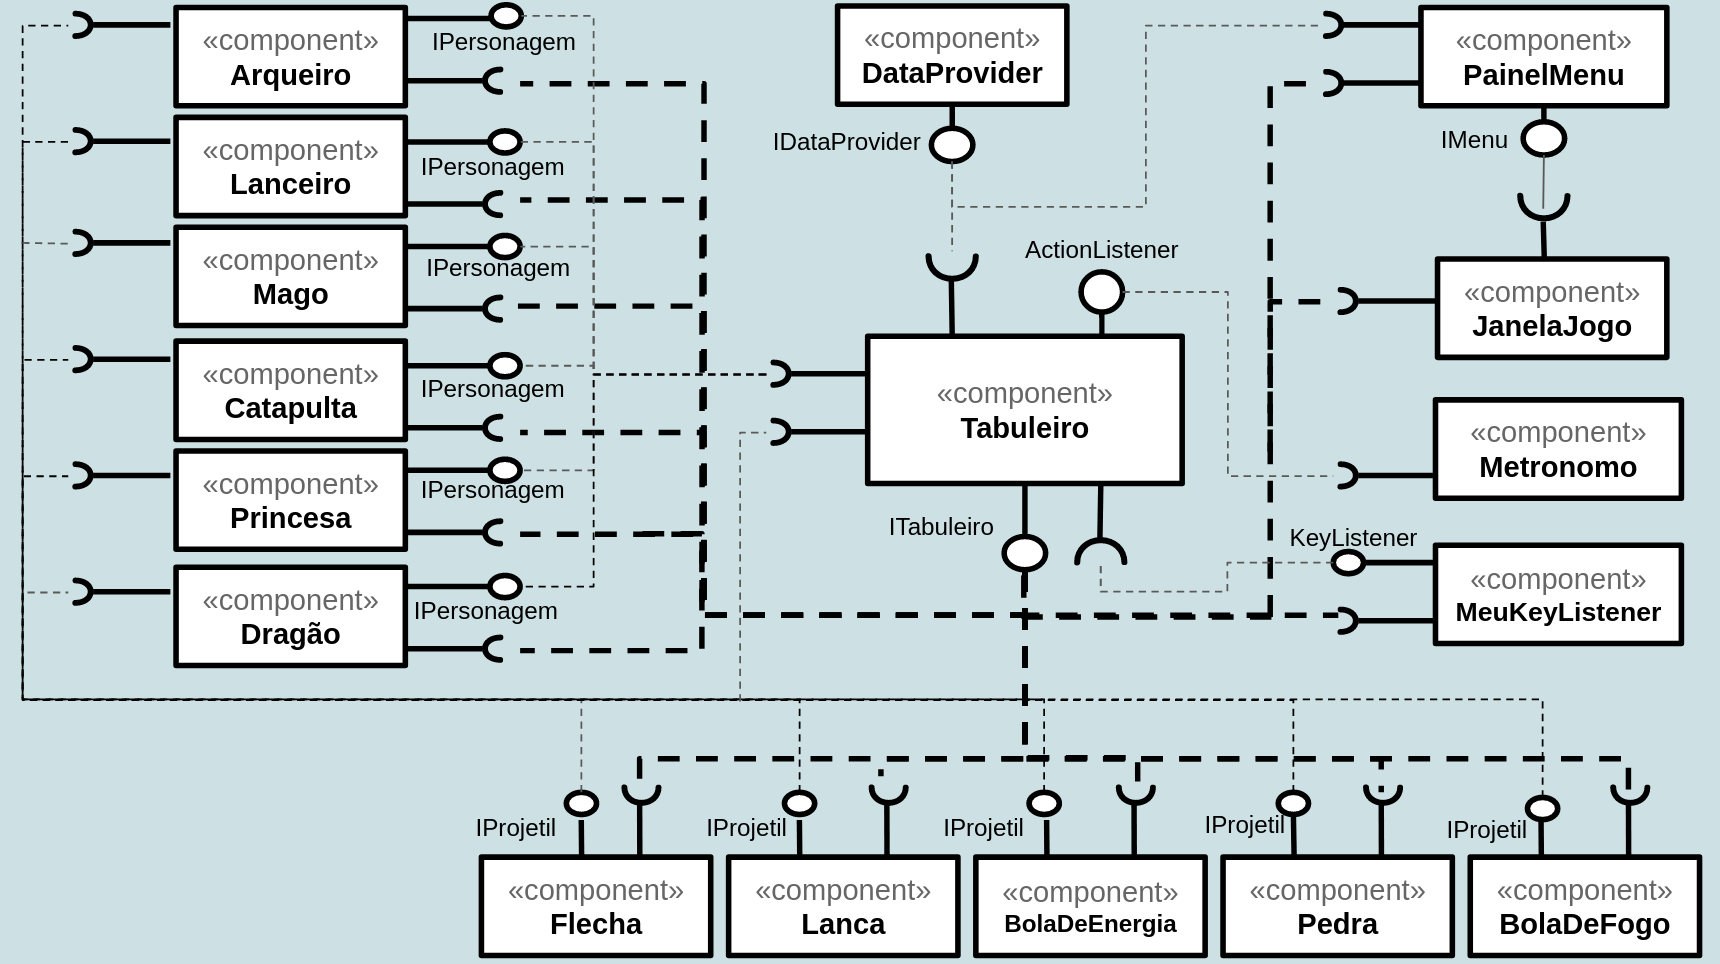 «component»
Arqueiro
IPersonagem
«component»
DataProvider
IDataProvider
«component»
PainelMenu
IMenu
«component»
Lanceiro
IPersonagem
«component»
Mago
IPersonagem
ActionListener
«component»
JanelaJogo
«component»
Catapulta
IPersonagem
«component»
Tabuleiro
ITabuleiro
«component»
Metronomo
«component»
Princesa
IPersonagem
KeyListener
«component»
MeuKeyListener
«component»
Dragão
IPersonagem
IProjetil
IProjetil
IProjetil
IProjetil
IProjetil
«component»
Flecha
«component»
Lanca
«component»
BolaDeEnergia
«component»
Pedra
«component»
BolaDeFogo